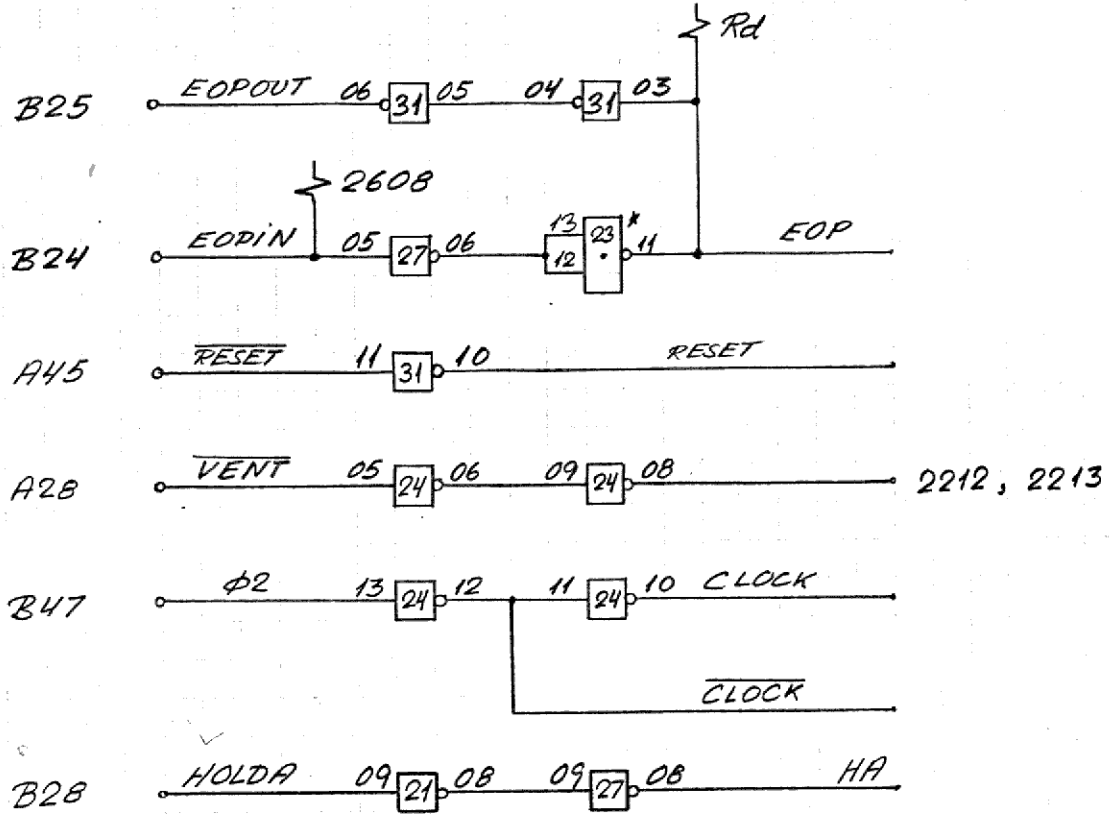 Rd
B25 EOPOUT 06 31 05 04 31 03
2608
B24 EOPIN 05 27 06 13 12 23 * 11 EOP
A45 RESET 11 31 10 RESET
A28 VENT 05 24 06 09 24 08 2212, 2213
B47 φ2 13 24 12 11 24 10 CLOCK
CLOCK
B28 HOLDA 09 21 08 09 27 08 HA